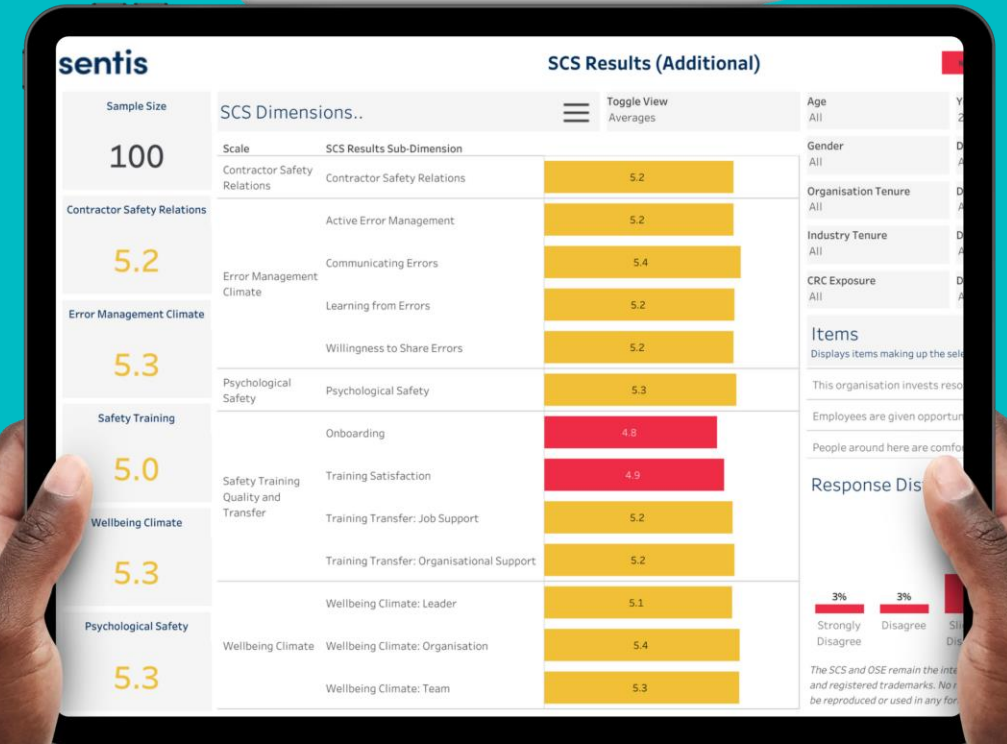 sentis
SCS Results (Additional)
Sample Size
100
Contractor Safety Relations
5.2
Error Management Climate
5.3
Safety Training
5.0
Wellbeing Climate
5.3
Psychological Safety
5.3
SCS Dimensions..
Toggle View
Averages
Scale
SCS Results Sub-Dimension
Contractor Safety
Relations
Contractor Safety Relations
5.2
Error Management
Climate
Active Error Management
5.2
Communicating Errors
5.4
Learning from Errors
5.2
Willingness to Share Errors
5.2
Psychological
Safety
Psychological Safety
5.3
Safety Training
Quality and
Transfer
Onboarding
4.8
Training Satisfaction
4.9
Training Transfer: Job Support
5.2
Training Transfer: Organisational Support
5.2
Wellbeing Climate
Wellbeing Climate: Leader
5.1
Wellbeing Climate: Organisation
5.4
Wellbeing Climate: Team
5.3
Age
All
Gender
All
Organisation Tenure
All
Industry Tenure
All
CRC Exposure
All
Items
Displays items making up the
This organisation invests
Employees are given
People around here are
Response
3%
Strongly
Disagree
3%
Disagree
The SCS and OSE remain the
and registered trademarks.
be reproduced or used in any